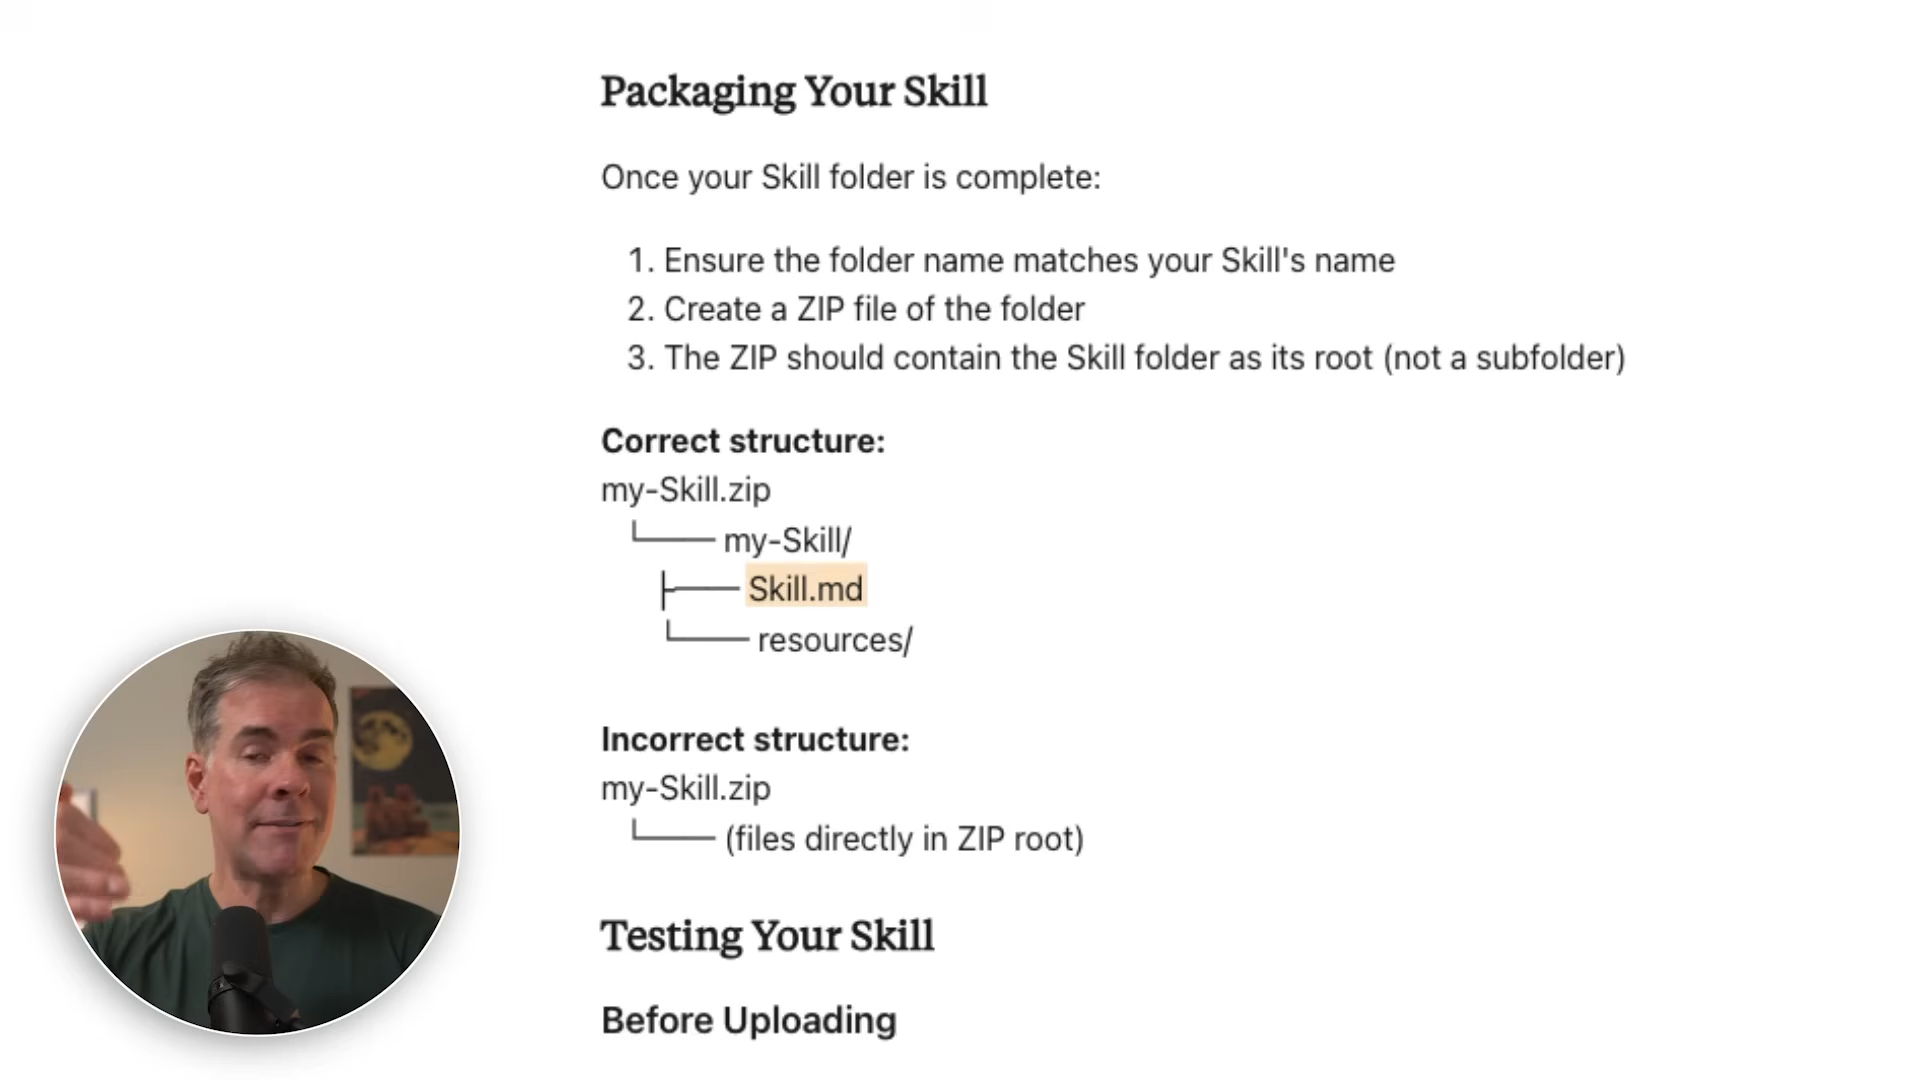 Packaging Your Skill
Once your Skill folder is complete:
1. Ensure the folder name matches your Skill's name
2. Create a ZIP file of the folder
3. The ZIP should contain the Skill folder as its root (not a subfolder)
Correct structure:
my-Skill.zip
└── my-Skill/
├── Skill.md
└── resources/
Incorrect structure:
my-Skill.zip
└── (files directly in ZIP root)
Testing Your Skill
Before Uploading